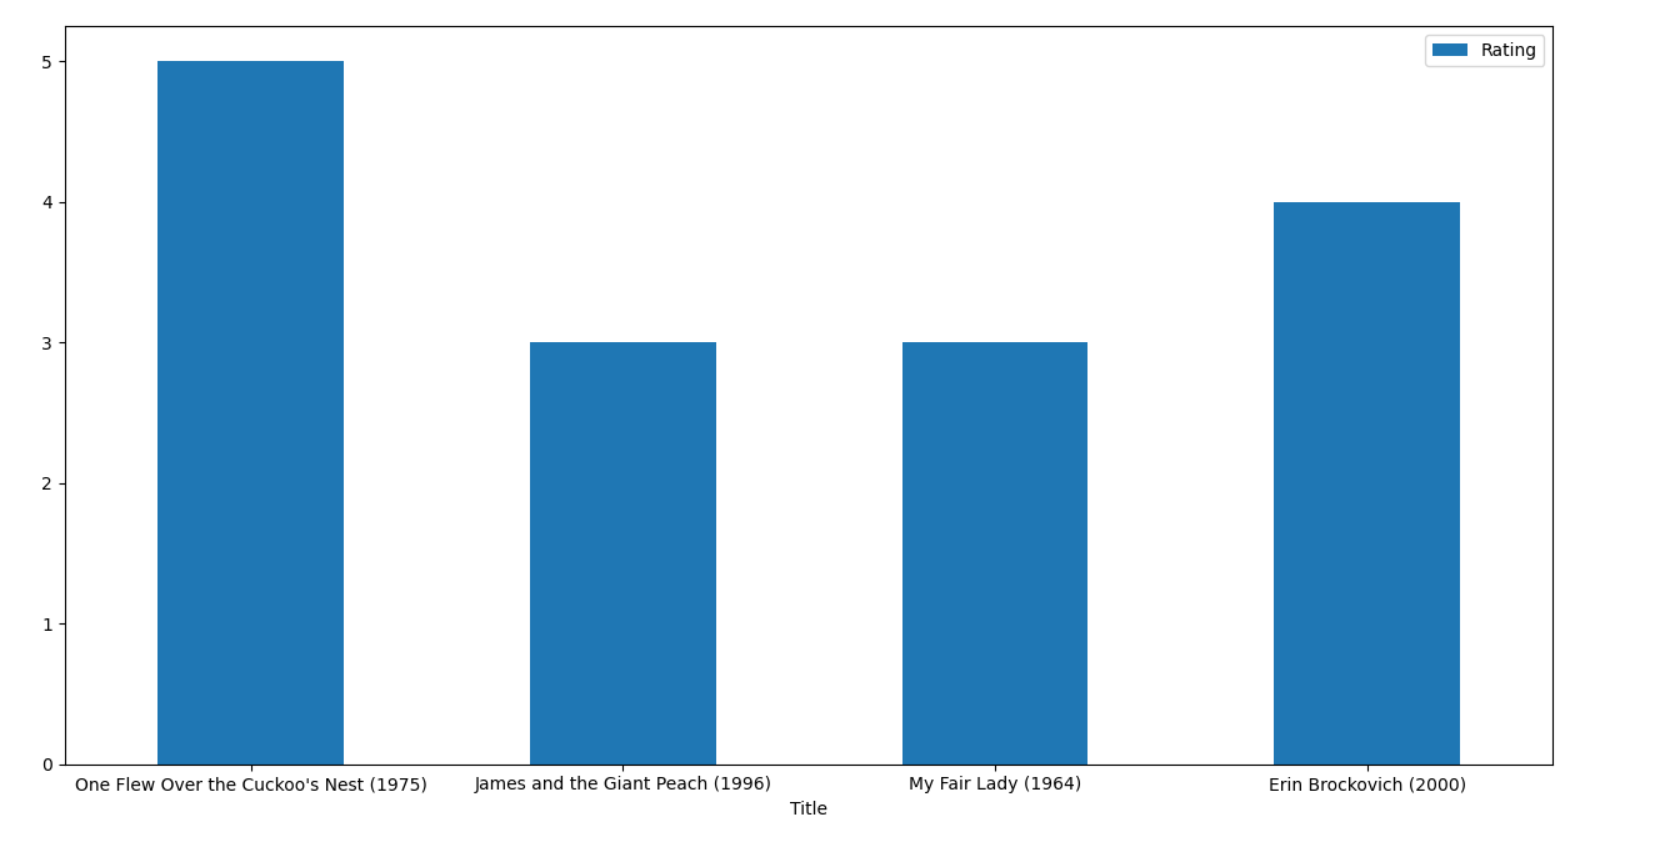 Rating
5
4
3
2
1
0
One Flew Over the Cuckoo's Nest (1975)
James and the Giant Peach (1996)
My Fair Lady (1964)
Erin Brockovich (2000)
Title